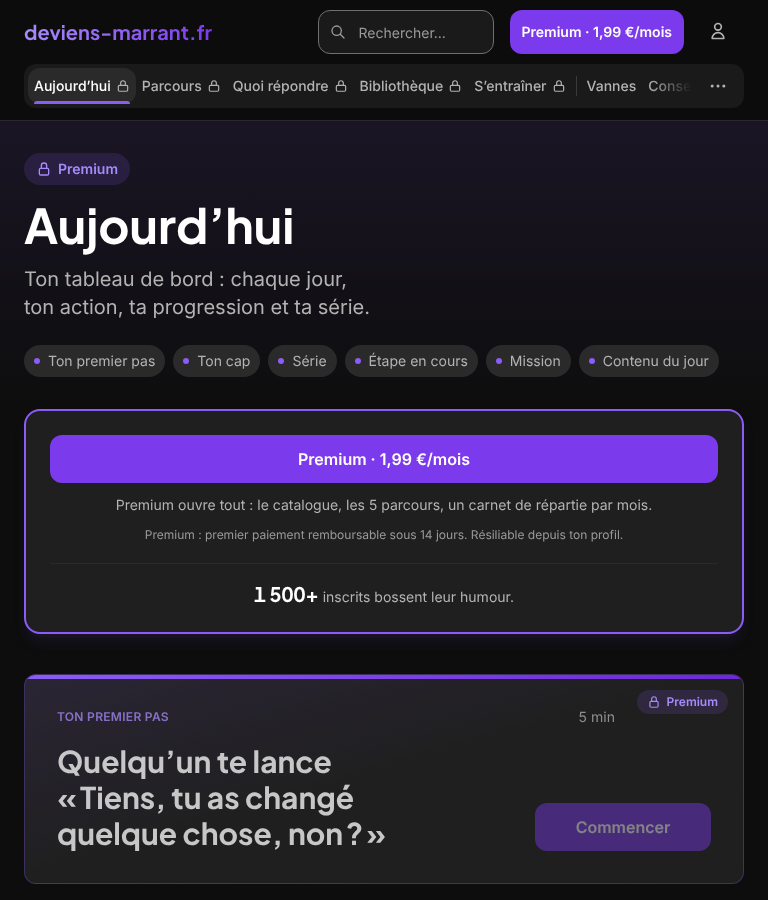 deviens-marrant.fr
Rechercher...
Premium · 1,99 €/mois
Aujourd’hui
Parcours
Quoi répondre
Bibliothèque
S’entraîner
Vannes
Conse
Premium
Aujourd’hui
Ton tableau de bord : chaque jour,
ton action, ta progression et ta série.
Ton premier pas
Ton cap
Série
Étape en cours
Mission
Contenu du jour
Premium · 1,99 €/mois
Premium ouvre tout : le catalogue, les 5 parcours, un carnet de répartie par mois.
Premium : premier paiement remboursable sous 14 jours. Résiliable depuis ton profil.
1 500+ inscrits bossent leur humour.
TON PREMIER PAS
5 min
Premium
Quelqu’un te lance
« Tiens, tu as changé
quelque chose, non ? »
Commencer